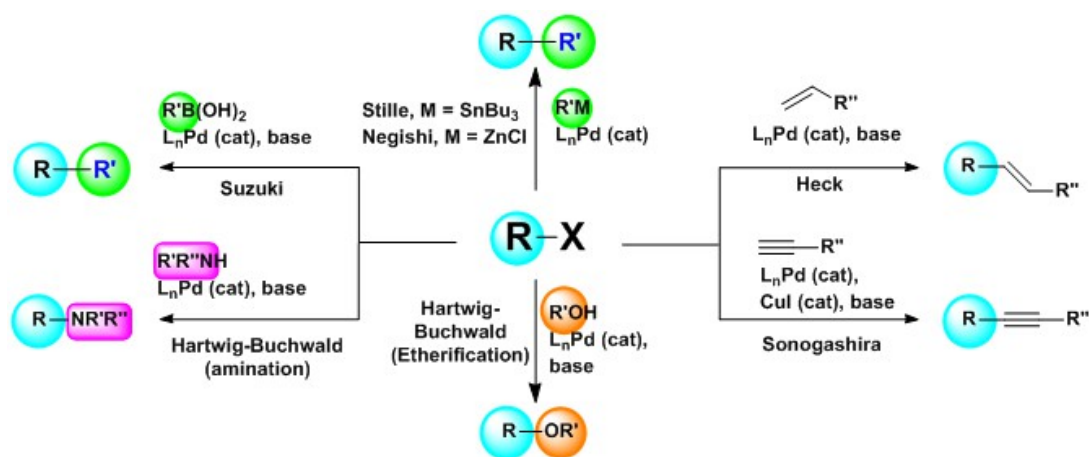 R—R'
Stille, M = SnBu₃
Negishi, M = ZnCl
R'M
LₙPd (cat)
R'B(OH)₂
LₙPd (cat), base
R—R'
Suzuki
R'R''NH
LₙPd (cat), base
R—NR'R''
Hartwig-Buchwald
(amination)
R–X
Hartwig-
Buchwald
(Etherification)
R'OH
LₙPd (cat),
base
R—OR'
R''
LₙPd (cat), base
Heck
R
R''
R''
LₙPd (cat),
CuI (cat), base
Sonogashira
R
R''